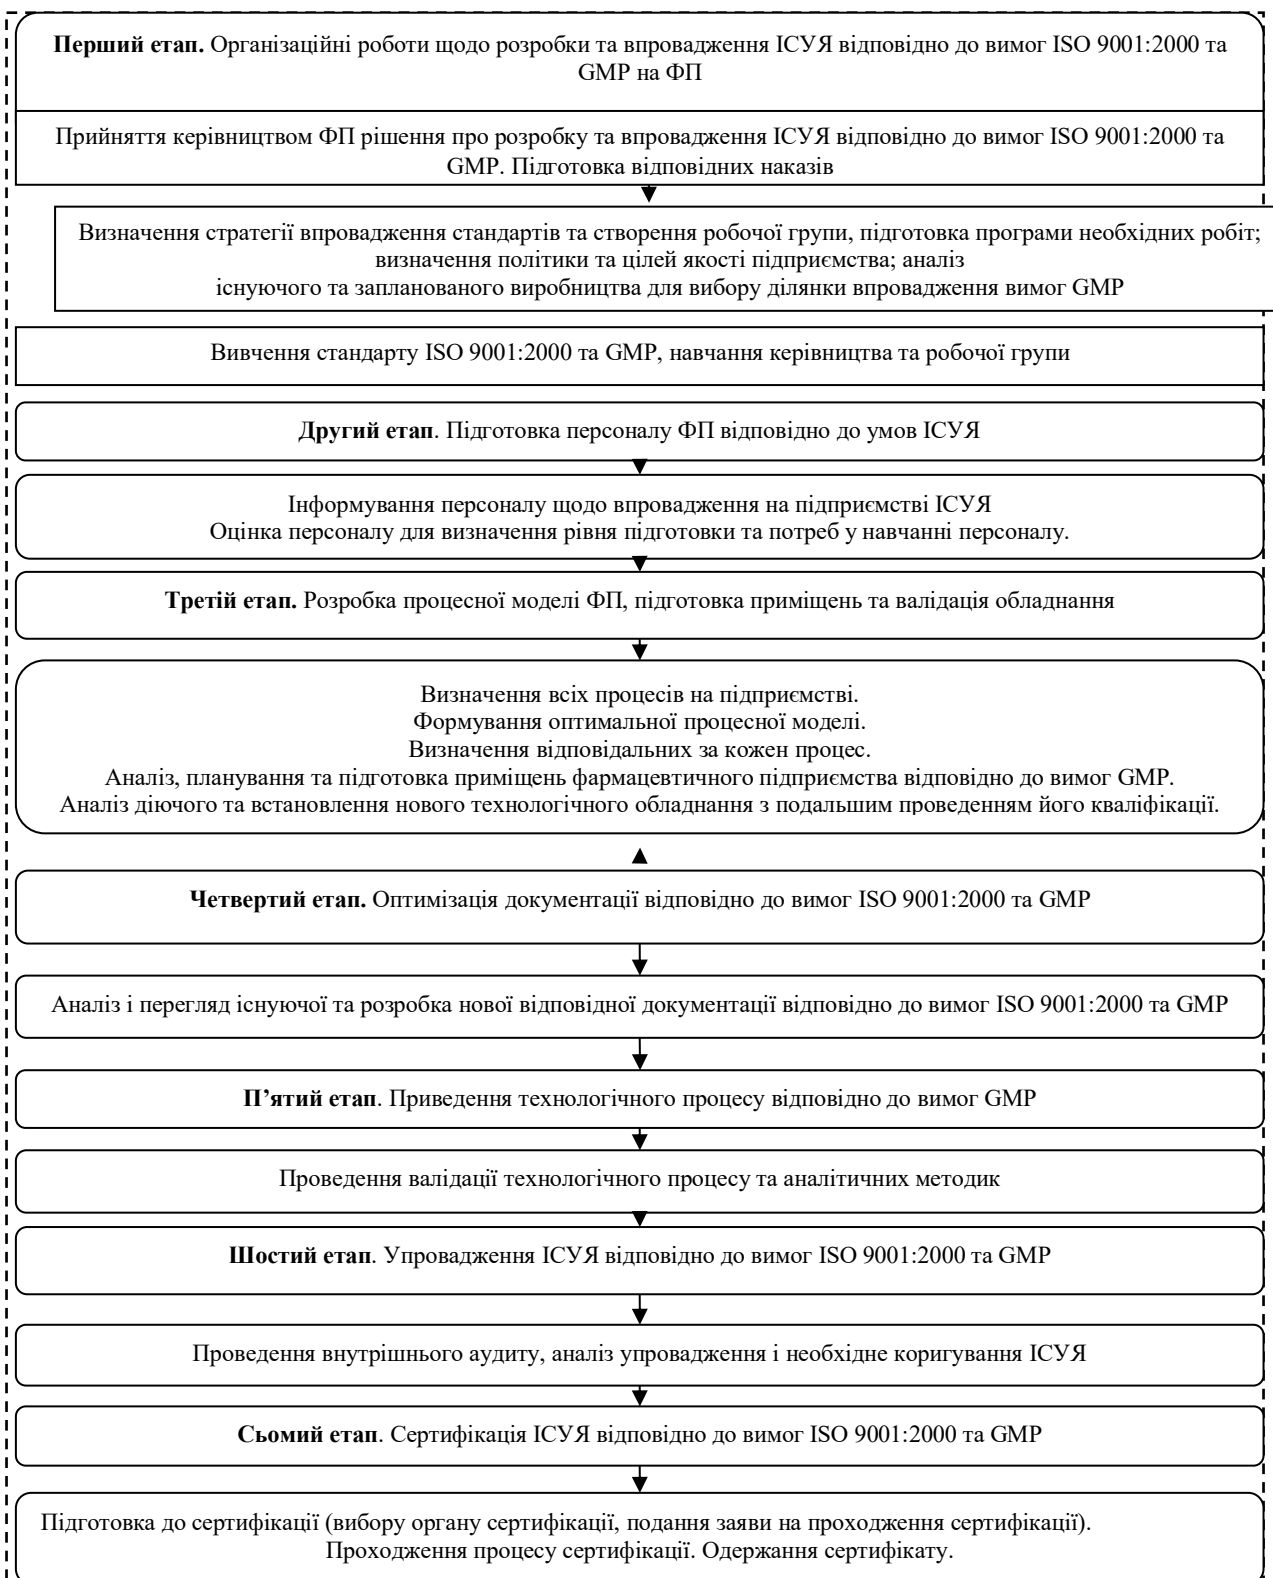 Перший етап. Організаційні роботи щодо розробки та впровадження ІСУЯ відповідно до вимог ISO 9001:2000 та
GMP на ФП
Прийняття керівництвом ФП рішення про розробку та впровадження ІСУЯ відповідно до вимог ISO 9001:2000 та
GMP. Підготовка відповідних наказів
Визначення стратегії впровадження стандартів та створення робочої групи, підготовка програми необхідних робіт;
визначення політики та цілей якості підприємства; аналіз
існуючого та запланованого виробництва для вибору ділянки впровадження вимог GMP
Вивчення стандарту ISO 9001:2000 та GMP, навчання керівництва та робочої групи
Другий етап. Підготовка персоналу ФП відповідно до умов ІСУЯ
Інформування персоналу щодо впровадження на підприємстві ІСУЯ
Оцінка персоналу для визначення рівня підготовки та потреб у навчанні персоналу.
Третій етап. Розробка процесної моделі ФП, підготовка приміщень та валідація обладнання
Визначення всіх процесів на підприємстві.
Формування оптимальної процесної моделі.
Визначення відповідальних за кожен процес.
Аналіз, планування та підготовка приміщень фармацевтичного підприємства відповідно до вимог GMP.
Аналіз діючого та встановлення нового технологічного обладнання з подальшим проведенням його кваліфікації.
Четвертий етап. Оптимізація документації відповідно до вимог ISO 9001:2000 та GMP
Аналіз і перегляд існуючої та розробка нової відповідної документації відповідно до вимог ISO 9001:2000 та GMP
П’ятий етап. Приведення технологічного процесу відповідно до вимог GMP
Проведення валідації технологічного процесу та аналітичних методик
Шостий етап. Упровадження ІСУЯ відповідно до вимог ISO 9001:2000 та GMP
Проведення внутрішнього аудиту, аналіз упровадження і необхідне коригування ІСУЯ
Сьомий етап. Сертифікація ІСУЯ відповідно до вимог ISO 9001:2000 та GMP
Підготовка до сертифікації (вибору органу сертифікації, подання заяви на проходження сертифікації).
Проходження процесу сертифікації. Одержання сертифікату.